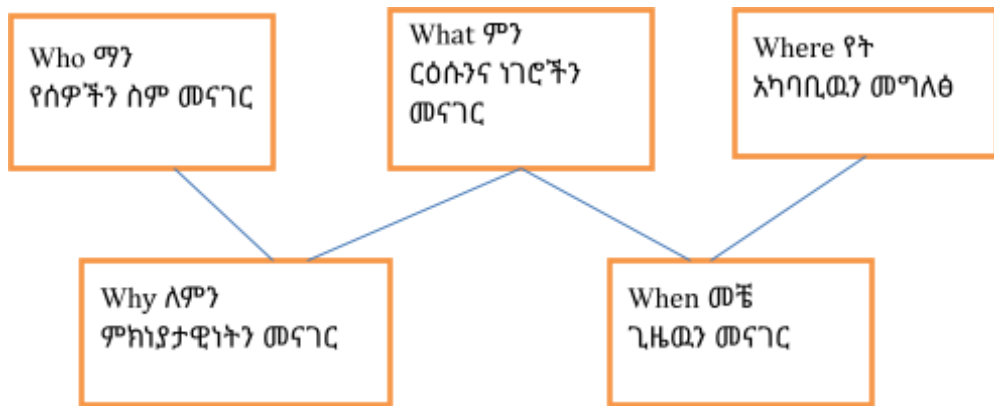 Who ማን
የሰዎችን ስም መናገር
What ምን
ርዕሱንና ነገሮችን
መናገር
Where የት
አካባቢዉን መግለፅ
Why ለምን
ምክነያታዊነትን መናገር
When መቼ
ጊዜዉን መናገር